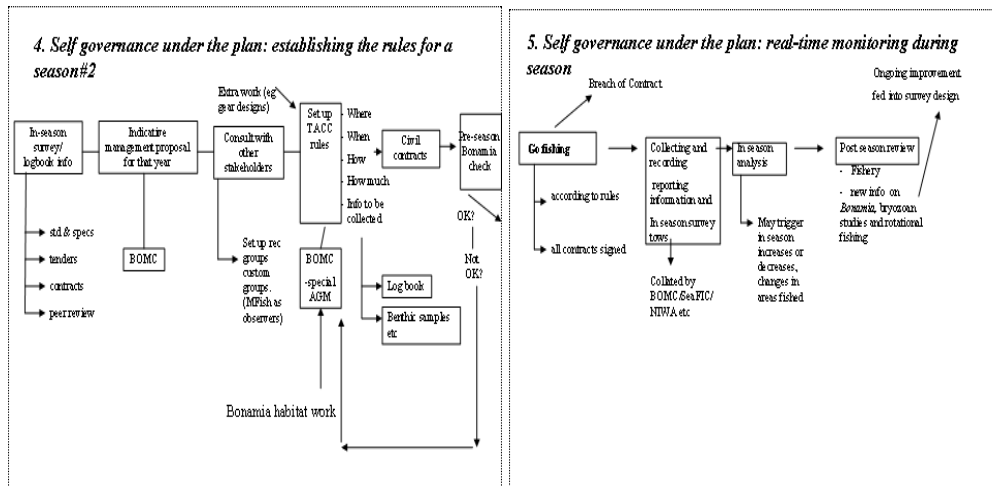 4. Self governance under the plan: establishing the rules for a
season#2
Extra work (eg
gear designs)
In-season
survey/
logbook info
Indicative
management proposal
for that year
Consult with
other
stakeholders
Set up
TACC
rules
- Where
- When
- How
- How much
- Info to be
collected
Civil
contracts
Pre-season
Bonamia
check
std & specs
tenders
contracts
peer review
BOMC
Set up rec
groups
custom
groups.
(MFish as
observers)
BOMC
-special
AGM
Log book
Benthic samples
etc
OK?
Not
OK?
Bonamia habitat work
5. Self governance under the plan: real-time monitoring during
season
Breach of Contract
Ongoing improvement
fed into survey design
Go fishing
according to rules
all contracts signed
Collecting and
recording
reporting
information and
In season survey
tows
Collated by
BOMC/SeaFIC/
NIWA etc
In season
analysis
May trigger
in season
increases or
decreases,
changes in
areas fished
Post season review
- Fishery
- new info on
Bonamia, bryozoan
studies and rotational
fishing